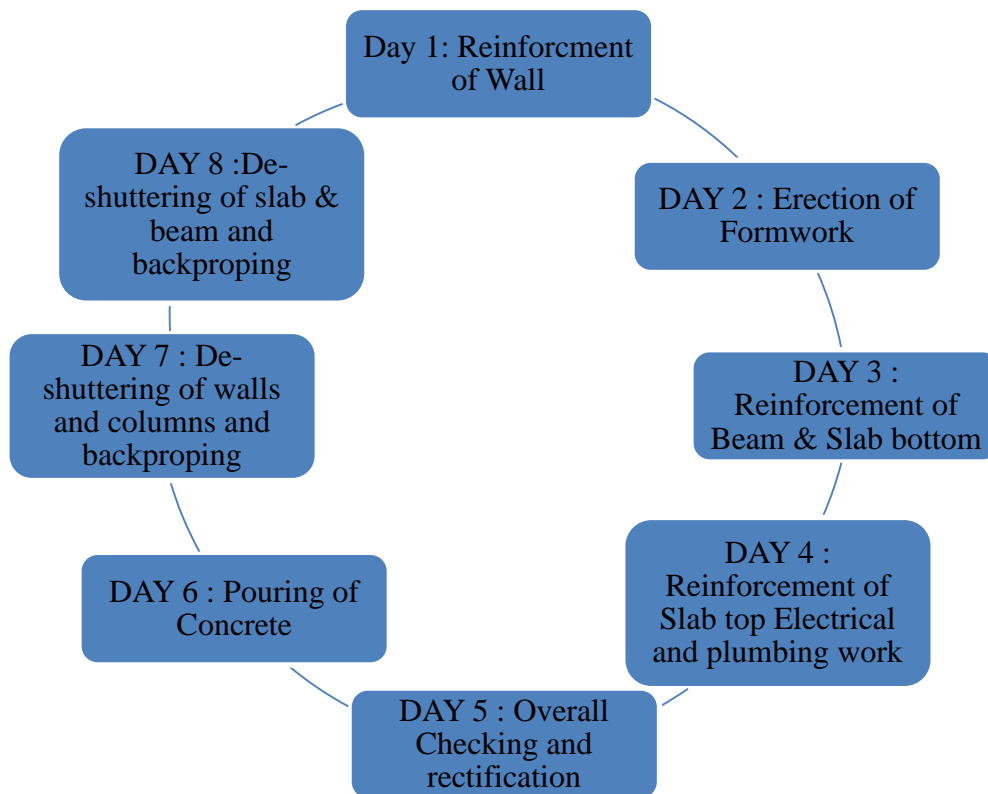 Day 1: Reinforcment
of Wall
DAY 2 : Erection of
Formwork
DAY 3 :
Reinforcement of
Beam & Slab bottom
DAY 4 :
Reinforcement of
Slab top Electrical
and plumbing work
DAY 5 : Overall
Checking and
rectification
DAY 6 : Pouring of
Concrete
DAY 7 : De-
shuttering of walls
and columns and
backproping
DAY 8 :De-
shuttering of slab &
beam and
backproping